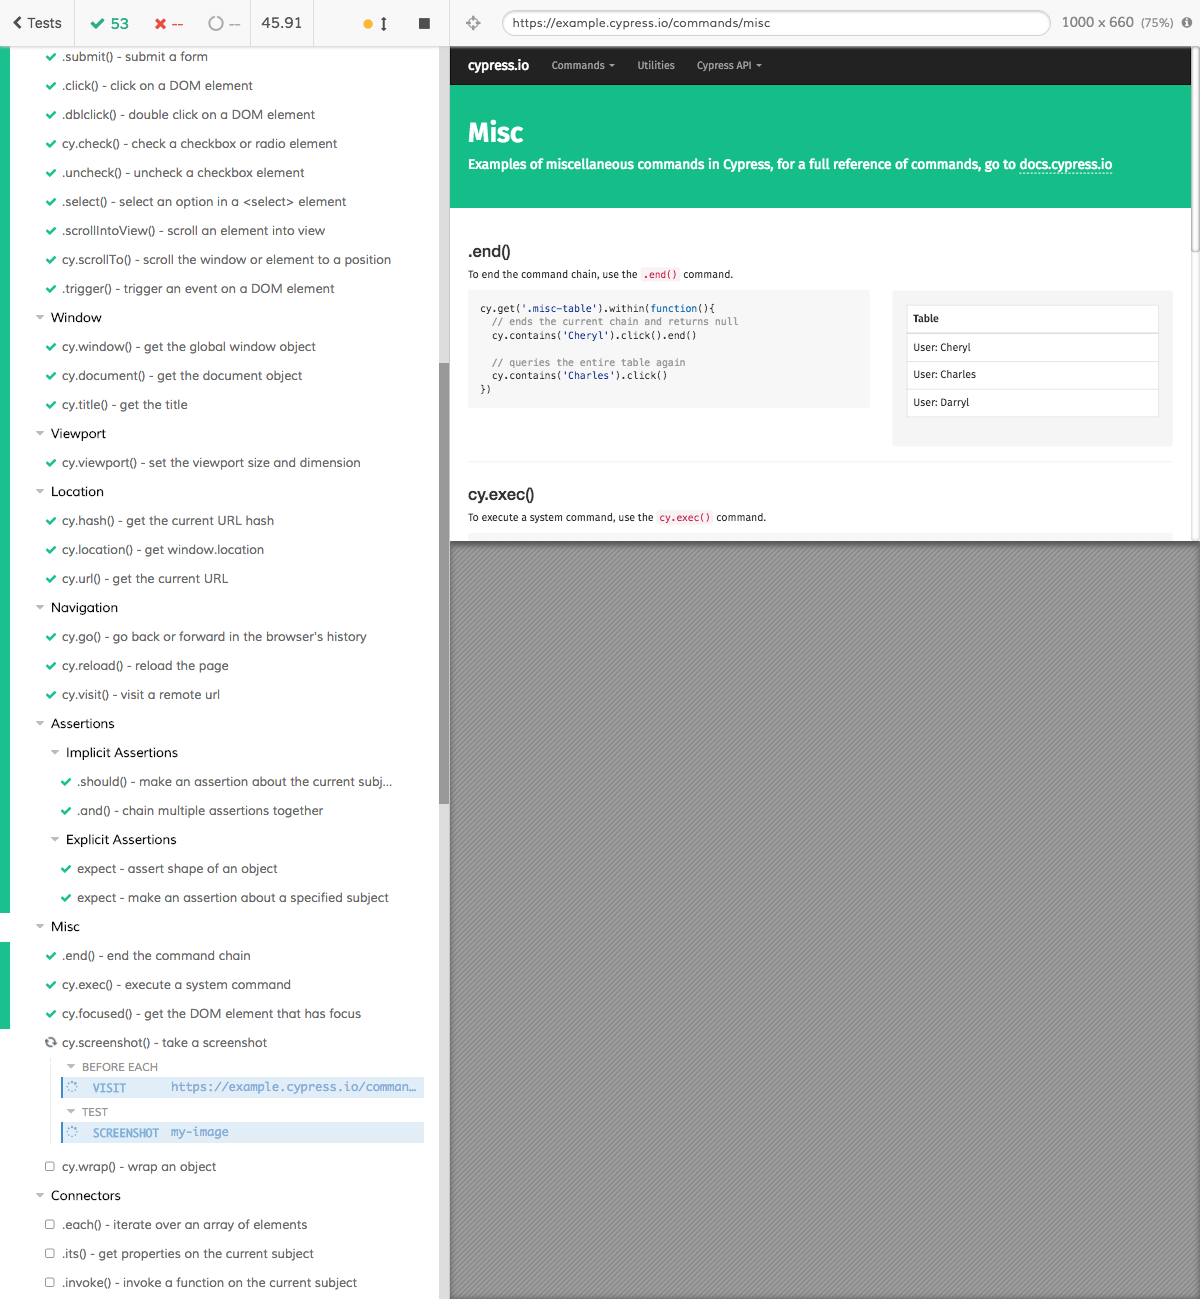 Tests 53 -- -- 45.91
https://example.cypress.io/commands/misc 1000 x 660 (75%)
.submit() - submit a form
.click() - click on a DOM element
.dblclick() - double click on a DOM element
cy.check() - check a checkbox or radio element
.uncheck() - uncheck a checkbox element
.select() - select an option in a <select> element
.scrollIntoView() - scroll an element into view
cy.scrollTo() - scroll the window or element to a position
.trigger() - trigger an event on a DOM element
Window
cy.window() - get the global window object
cy.document() - get the document object
cy.title() - get the title
Viewport
cy.viewport() - set the viewport size and dimension
Location
cy.hash() - get the current URL hash
cy.location() - get window.location
cy.url() - get the current URL
Navigation
cy.go() - go back or forward in the browser's history
cy.reload() - reload the page
cy.visit() - visit a remote url
Assertions
Implicit Assertions
.should() - make an assertion about the current subj...
.and() - chain multiple assertions together
Explicit Assertions
expect - assert shape of an object
expect - make an assertion about a specified subject
Misc
.end() - end the command chain
cy.exec() - execute a system command
cy.focused() - get the DOM element that has focus
cy.screenshot() - take a screenshot
BEFORE EACH
VISIT https://example.cypress.io/comman...
TEST
SCREENSHOT my-image
cy.wrap() - wrap an object
Connectors
.each() - iterate over an array of elements
.its() - get properties on the current subject
.invoke() - invoke a function on the current subject
cypress.io Commands Utilities Cypress API
Misc
Examples of miscellaneous commands in Cypress, for a full reference of commands, go to docs.cypress.io
.end()
To end the command chain, use the .end() command.
cy.get('.misc-table').within(function(){
// ends the current chain and returns null
cy.contains('Cheryl').click().end()
// queries the entire table again
cy.contains('Charles').click()
})
Table
User: Cheryl
User: Charles
User: Darryl
cy.exec()
To execute a system command, use the cy.exec() command.